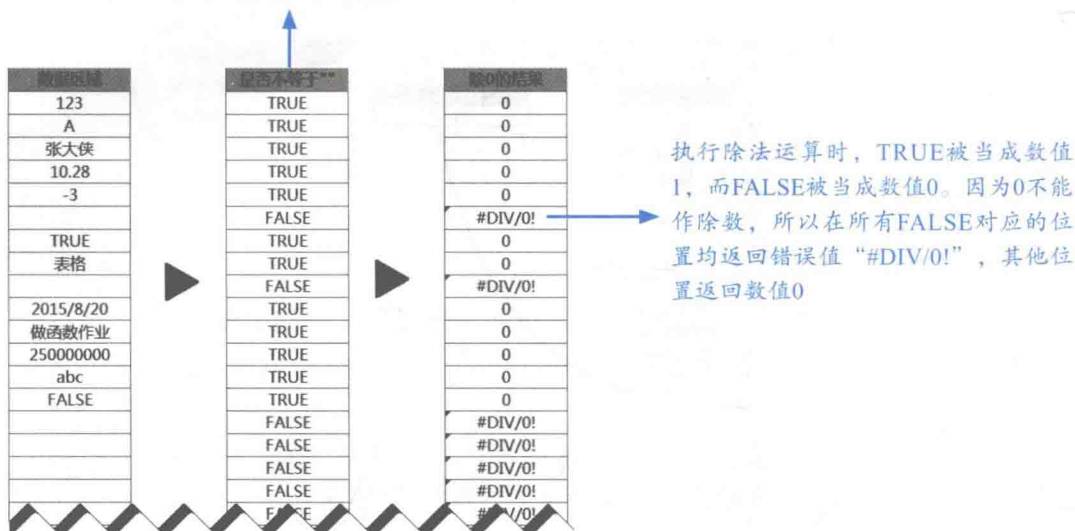 数据区域 是否不等于"" 除0的结果
123 TRUE 0
A TRUE 0
张大侠 TRUE 0
10.28 TRUE 0
-3 TRUE 0
FALSE #DIV/0!
TRUE TRUE 0
表格 TRUE 0
FALSE #DIV/0!
2015/8/20 TRUE 0
做函数作业 TRUE 0
250000000 TRUE 0
abc TRUE 0
FALSE TRUE 0
FALSE #DIV/0!
FALSE #DIV/0!
FALSE #DIV/0!
FALSE #DIV/0!
执行除法运算时，TRUE被当成数值
1，而FALSE被当成数值0。因为0不能
作除数，所以在所有FALSE对应的位
置均返回错误值“#DIV/0!”，其他位
置返回数值0